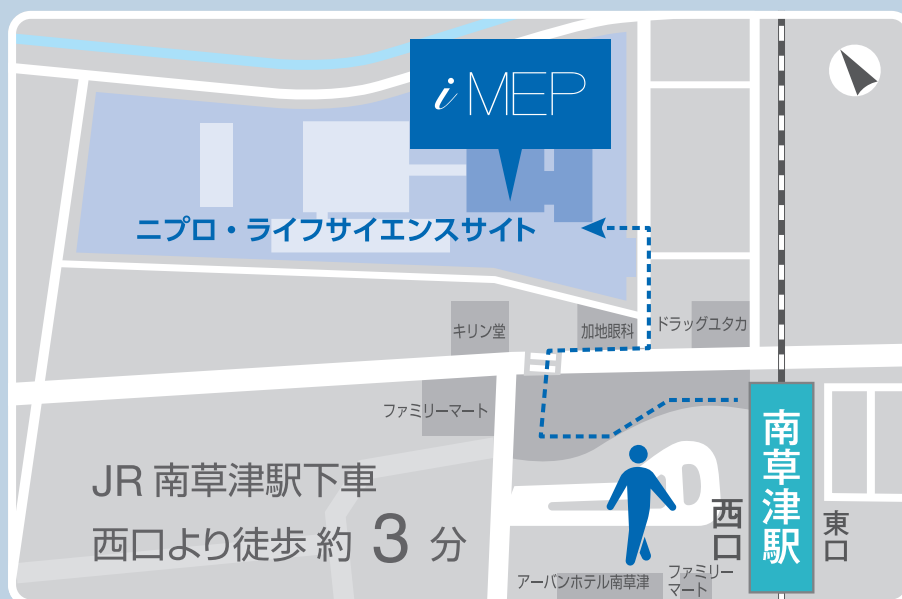 i MEP
ニプロ・ライフサイエンスサイト
キリン堂
加地眼科
ドラッグユタカ
ファミリーマート
JR 南草津駅下車
西口より徒歩 約 3 分
南草津駅
西口
東口
アーバンホテル南草津
ファミリー
マート